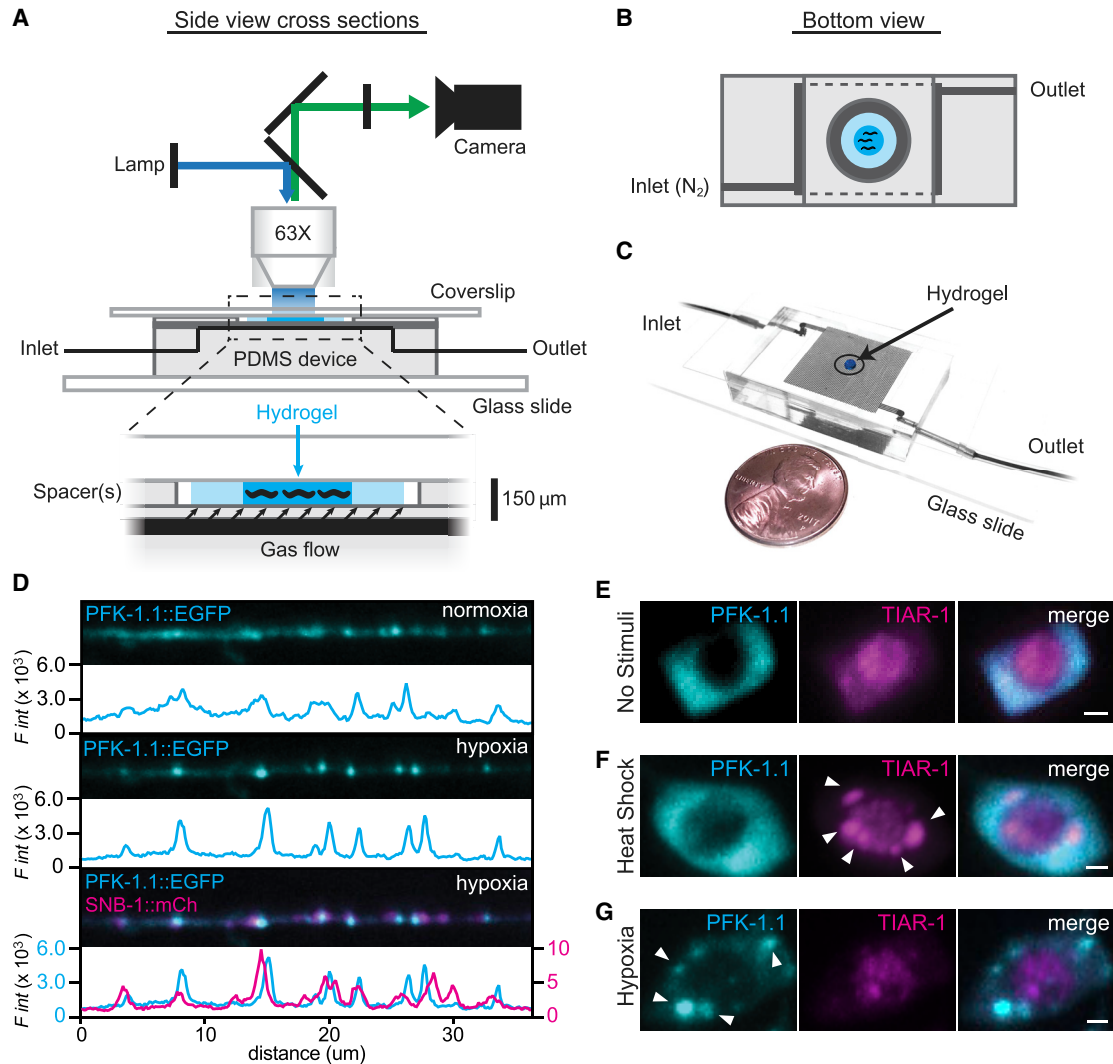 A
Side view cross sections
Lamp
Camera
63X
Coverslip
Inlet
PDMS device
Outlet
Glass slide
Hydrogel
Spacer(s)
150 µm
Gas flow
B
Bottom view
Outlet
Inlet (N2)
C
Hydrogel
Inlet
Outlet
Glass slide
D
PFK-1.1::EGFP
normoxia
F int (x 10³)
6.0
3.0
0
PFK-1.1::EGFP
hypoxia
F int (x 10³)
6.0
3.0
0
PFK-1.1::EGFP
SNB-1::mCh
hypoxia
F int (x 10³)
6.0
3.0
0
10
5
0
0
10
20
30
distance (um)
E
No Stimuli
PFK-1.1
TIAR-1
merge
F
Heat Shock
PFK-1.1
TIAR-1
merge
G
Hypoxia
PFK-1.1
TIAR-1
merge